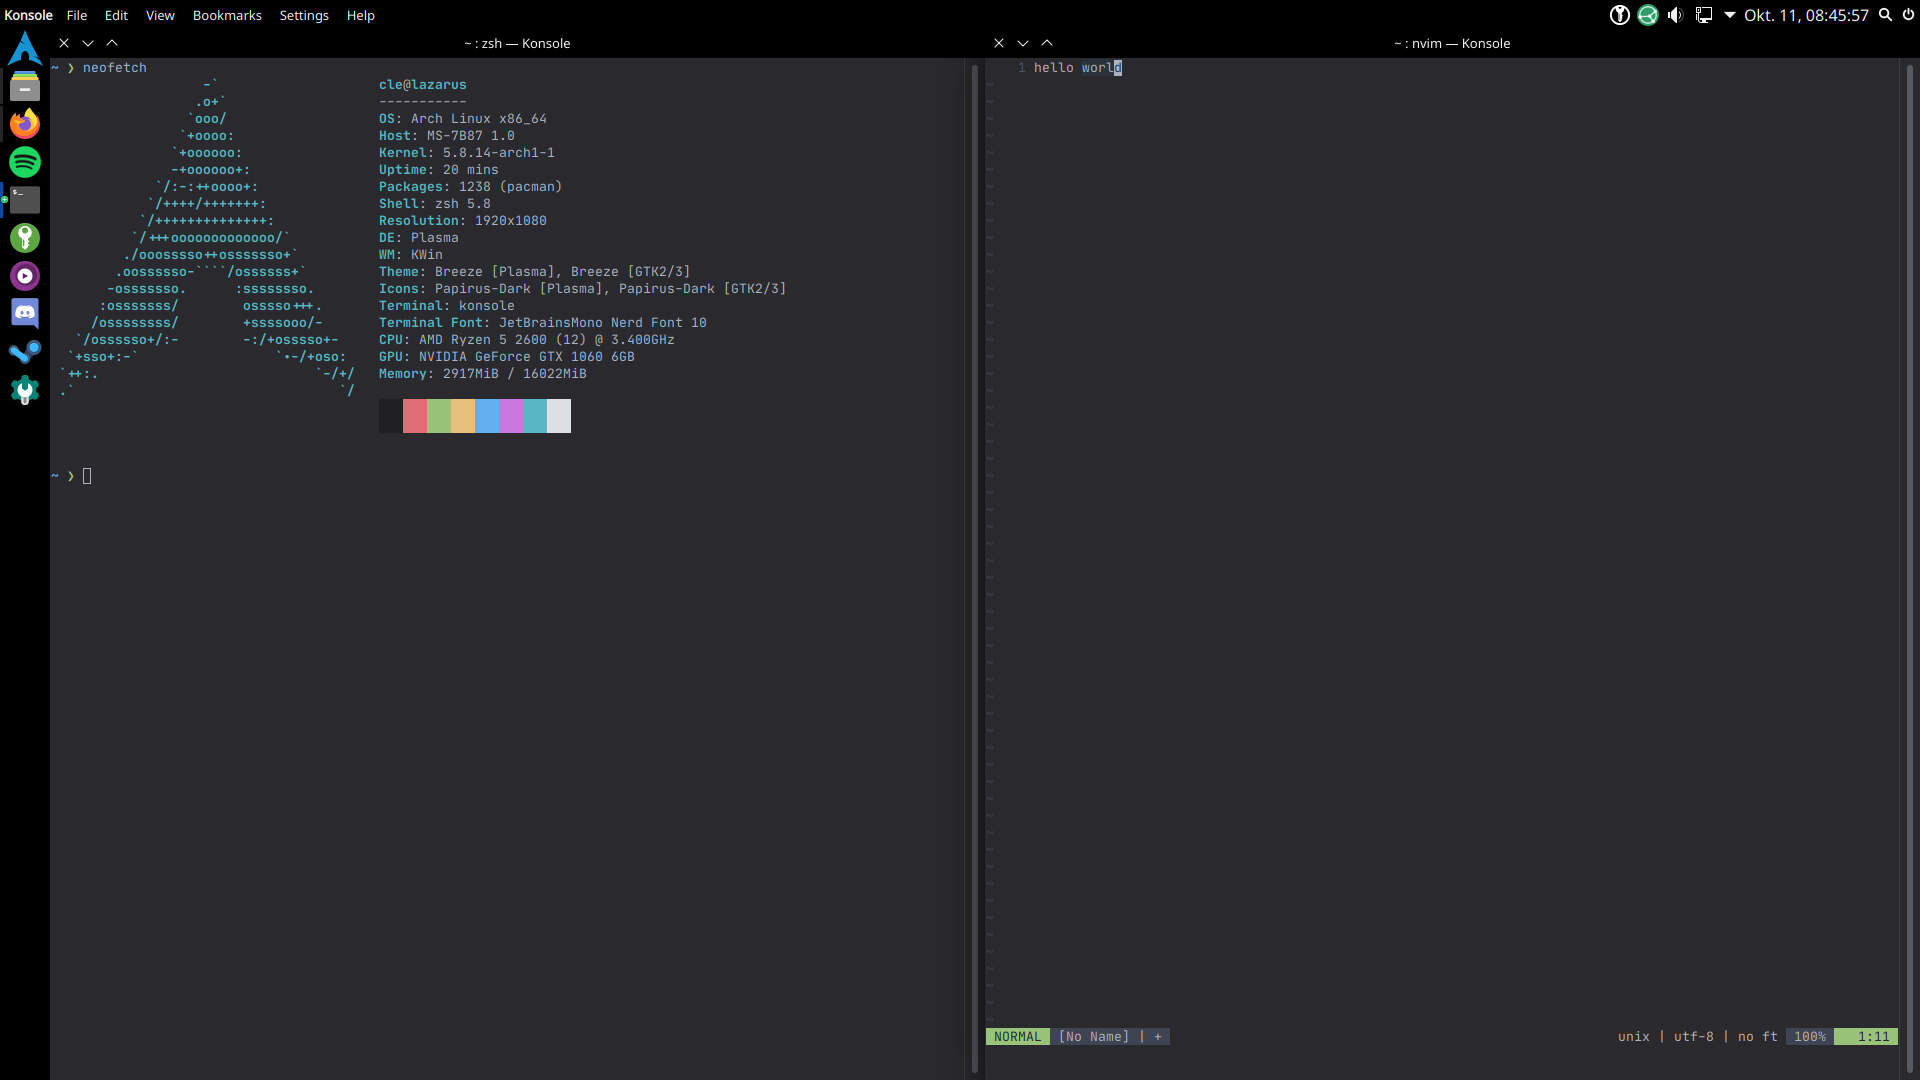 Konsole File Edit View Bookmarks Settings Help
Okt. 11, 08:45:57
~ : zsh — Konsole
~ ❯ neofetch
                  -`
                 .o+`
                `ooo/
               `+oooo:
              `+oooooo:
              -+oooooo+:
            `/:-:++oooo+:
           `/++++/+++++++:
          `/++++++++++++++:
         `/+++ooooooooooooo/`
        ./ooosssso++osssssso+`
       .oossssso-````/ossssss+`
      -osssssso.      :ssssssso.
     :osssssss/        osssso+++.
    /ossssssss/        +ssssooo/-
  `/ossssso+/:-        -:/+osssso+-
 `+sso+:-`                 `.-/+oso:
`++:.                           `-/+/
.`                                 `/
cle@lazarus
-----------
OS: Arch Linux x86_64
Host: MS-7B87 1.0
Kernel: 5.8.14-arch1-1
Uptime: 20 mins
Packages: 1238 (pacman)
Shell: zsh 5.8
Resolution: 1920x1080
DE: Plasma
WM: KWin
Theme: Breeze [Plasma], Breeze [GTK2/3]
Icons: Papirus-Dark [Plasma], Papirus-Dark [GTK2/3]
Terminal: konsole
Terminal Font: JetBrainsMono Nerd Font 10
CPU: AMD Ryzen 5 2600 (12) @ 3.400GHz
GPU: NVIDIA GeForce GTX 1060 6GB
Memory: 2917MiB / 16022MiB
~ ❯
~ : nvim — Konsole
1 hello world
NORMAL [No Name] | + unix | utf-8 | no ft 100% 1:11